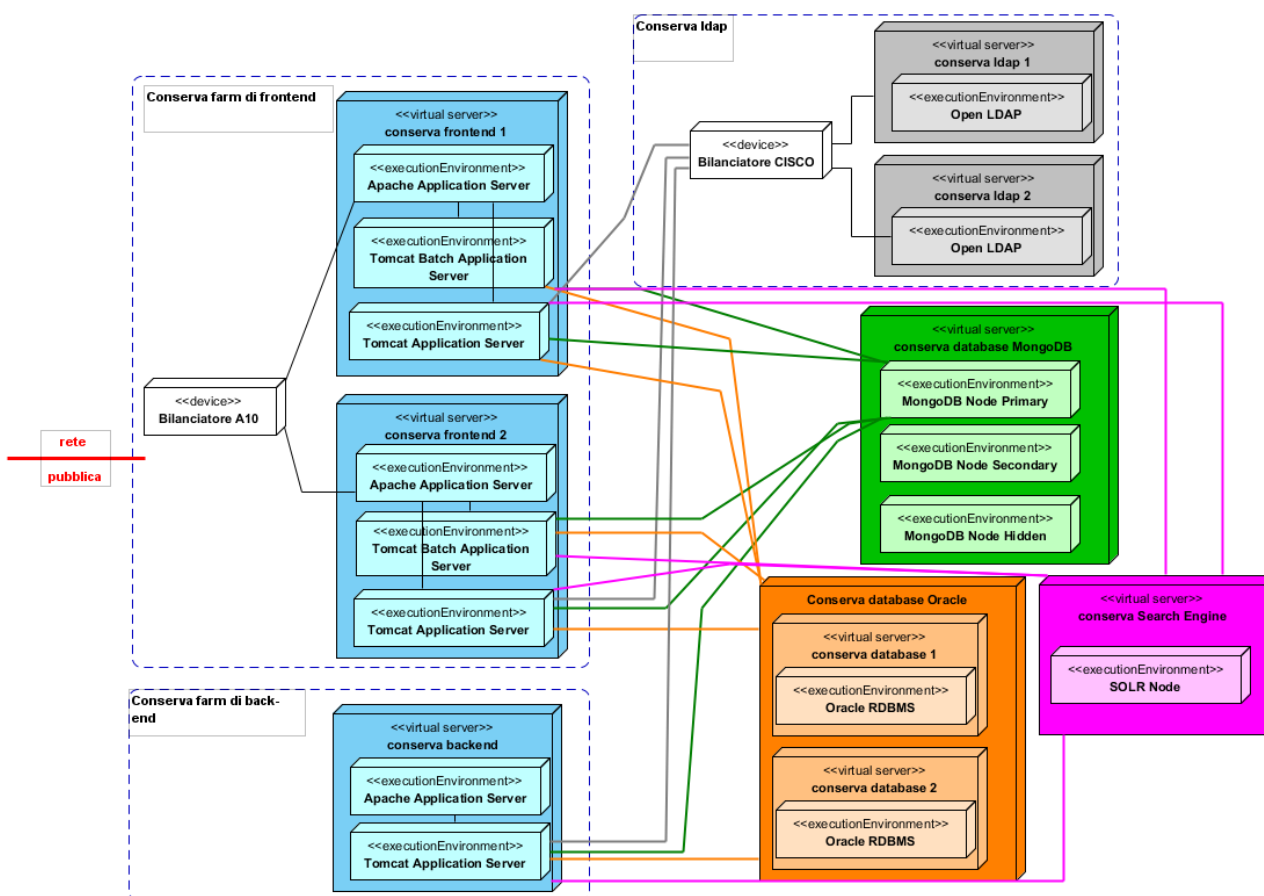 Conserva ldap
<<virtual server>>
conserva ldap 1
<<executionEnvironment>>
Open LDAP
<<device>>
Bilanciatore CISCO
<<virtual server>>
conserva ldap 2
<<executionEnvironment>>
Open LDAP
Conserva farm di frontend
<<virtual server>>
conserva frontend 1
<<executionEnvironment>>
Apache Application Server
<<executionEnvironment>>
Tomcat Batch Application
Server
<<executionEnvironment>>
Tomcat Application Server
<<device>>
Bilanciatore A10
rete
pubblica
<<virtual server>>
conserva frontend 2
<<executionEnvironment>>
Apache Application Server
<<executionEnvironment>>
Tomcat Batch Application
Server
<<executionEnvironment>>
Tomcat Application Server
<<virtual server>>
conserva database MongoDB
<<executionEnvironment>>
MongoDB Node Primary
<<executionEnvironment>>
MongoDB Node Secondary
<<executionEnvironment>>
MongoDB Node Hidden
Conserva database Oracle
<<virtual server>>
conserva database 1
<<executionEnvironment>>
Oracle RDBMS
<<virtual server>>
conserva database 2
<<executionEnvironment>>
Oracle RDBMS
<<virtual server>>
conserva Search Engine
<<executionEnvironment>>
SOLR Node
Conserva farm di back-
end
<<virtual server>>
conserva backend
<<executionEnvironment>>
Apache Application Server
<<executionEnvironment>>
Tomcat Application Server